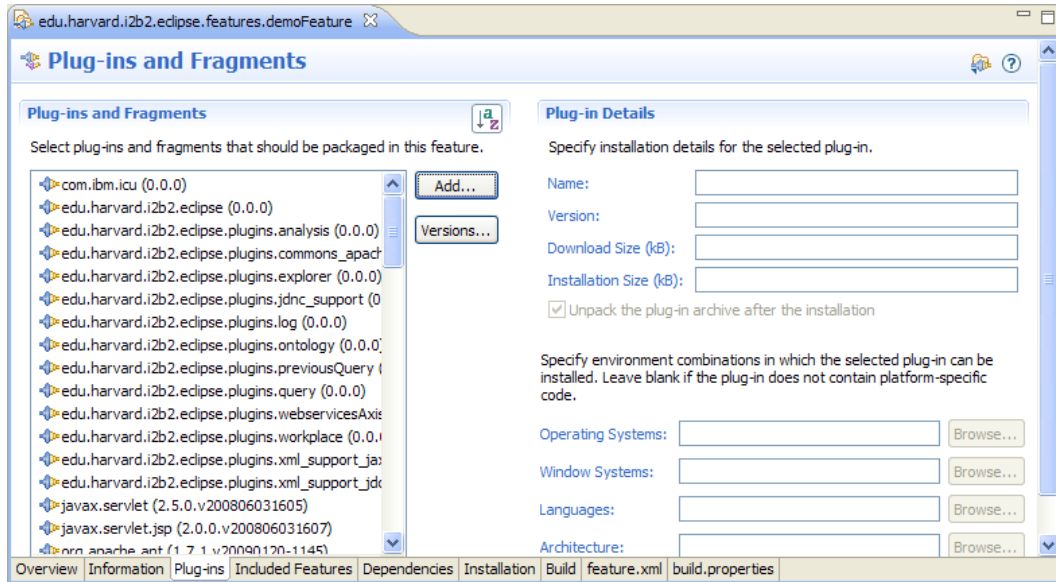 edu.harvard.i2b2.eclipse.features.demoFeature
Plug-ins and Fragments
Plug-ins and Fragments
Select plug-ins and fragments that should be packaged in this feature.
com.ibm.icu (0.0.0)
edu.harvard.i2b2.eclipse (0.0.0)
edu.harvard.i2b2.eclipse.plugins.analysis (0.0.0)
edu.harvard.i2b2.eclipse.plugins.commons_apach
edu.harvard.i2b2.eclipse.plugins.explorer (0.0.0)
edu.harvard.i2b2.eclipse.plugins.jdnc_support (0
edu.harvard.i2b2.eclipse.plugins.log (0.0.0)
edu.harvard.i2b2.eclipse.plugins.ontology (0.0.0)
edu.harvard.i2b2.eclipse.plugins.previousQuery (
edu.harvard.i2b2.eclipse.plugins.query (0.0.0)
edu.harvard.i2b2.eclipse.plugins.webservicesAxis
edu.harvard.i2b2.eclipse.plugins.workplace (0.0.
edu.harvard.i2b2.eclipse.plugins.xml_support_jax
edu.harvard.i2b2.eclipse.plugins.xml_support_jdo
javax.servlet (2.5.0.v200806031605)
javax.servlet.jsp (2.0.0.v200806031607)
org.apache.ant (1.7.1.v20090120-1145)
Add...
Versions...
Plug-in Details
Specify installation details for the selected plug-in.
Name:
Version:
Download Size (kB):
Installation Size (kB):
Unpack the plug-in archive after the installation
Specify environment combinations in which the selected plug-in can be
installed. Leave blank if the plug-in does not contain platform-specific
code.
Operating Systems: Browse...
Window Systems: Browse...
Languages: Browse...
Architecture: Browse...
Overview Information Plug-ins Included Features Dependencies Installation Build feature.xml build.properties